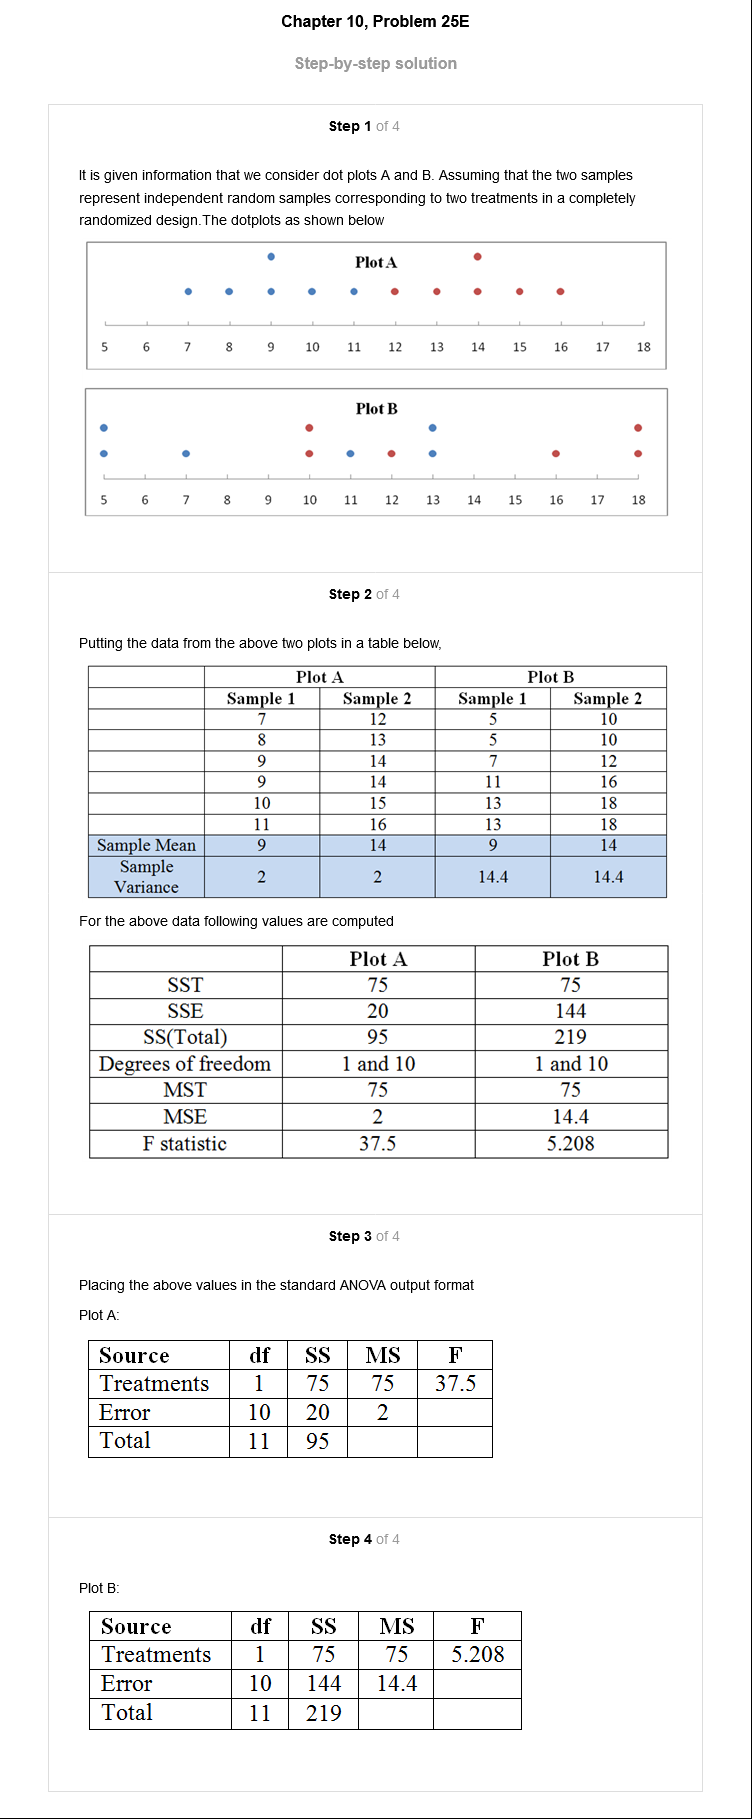 Chapter 10, Problem 25E
Step-by-step solution
Step 1 of 4
It is given information that we consider dot plots A and B. Assuming that the two samples
represent independent random samples corresponding to two treatments in a completely
randomized design.The dotplots as shown below
Plot A
5 6 7 8 9 10 11 12 13 14 15 16 17 18
Plot B
5 6 7 8 9 10 11 12 13 14 15 16 17 18
Step 2 of 4
Putting the data from the above two plots in a table below,
Plot A Plot B
Sample 1 Sample 2 Sample 1 Sample 2
7 12 5 10
8 13 5 10
9 14 7 12
9 14 11 16
10 15 13 18
11 16 13 18
Sample Mean 9 14 9 14
Sample
Variance 2 2 14.4 14.4
For the above data following values are computed
Plot A Plot B
SST 75 75
SSE 20 144
SS(Total) 95 219
Degrees of freedom 1 and 10 1 and 10
MST 75 75
MSE 2 14.4
F statistic 37.5 5.208
Step 3 of 4
Placing the above values in the standard ANOVA output format
Plot A:
Source df SS MS F
Treatments 1 75 75 37.5
Error 10 20 2
Total 11 95
Step 4 of 4
Plot B:
Source df SS MS F
Treatments 1 75 75 5.208
Error 10 144 14.4
Total 11 219